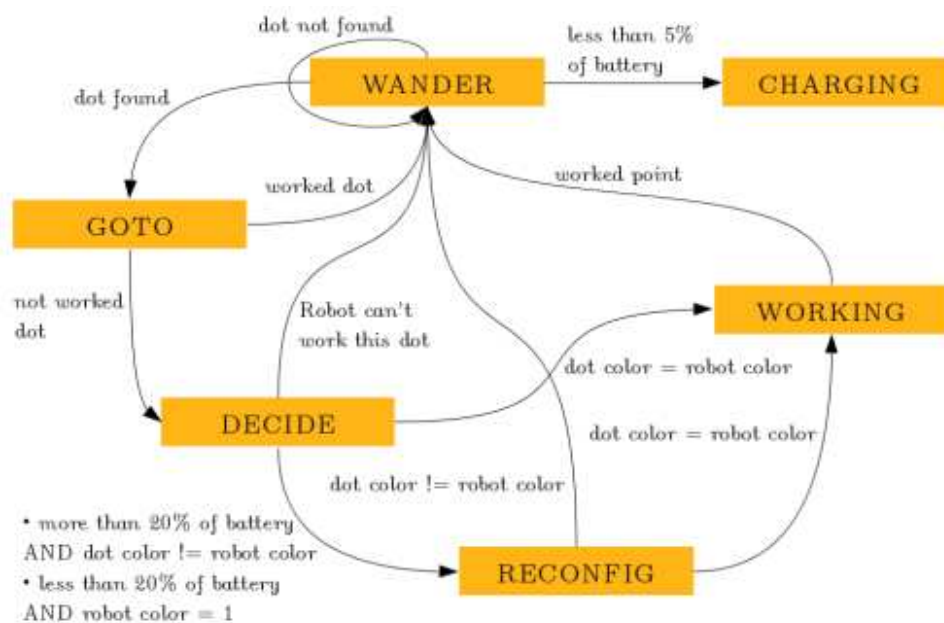 dot not found
less than 5%
of battery
WANDER
CHARGING
dot found
worked dot
worked point
GOTO
not worked
dot
Robot can't
work this dot
WORKING
dot color = robot color
DECIDE
dot color = robot color
dot color != robot color
• more than 20% of battery
AND dot color != robot color
• less than 20% of battery
AND robot color = 1
RECONFIG